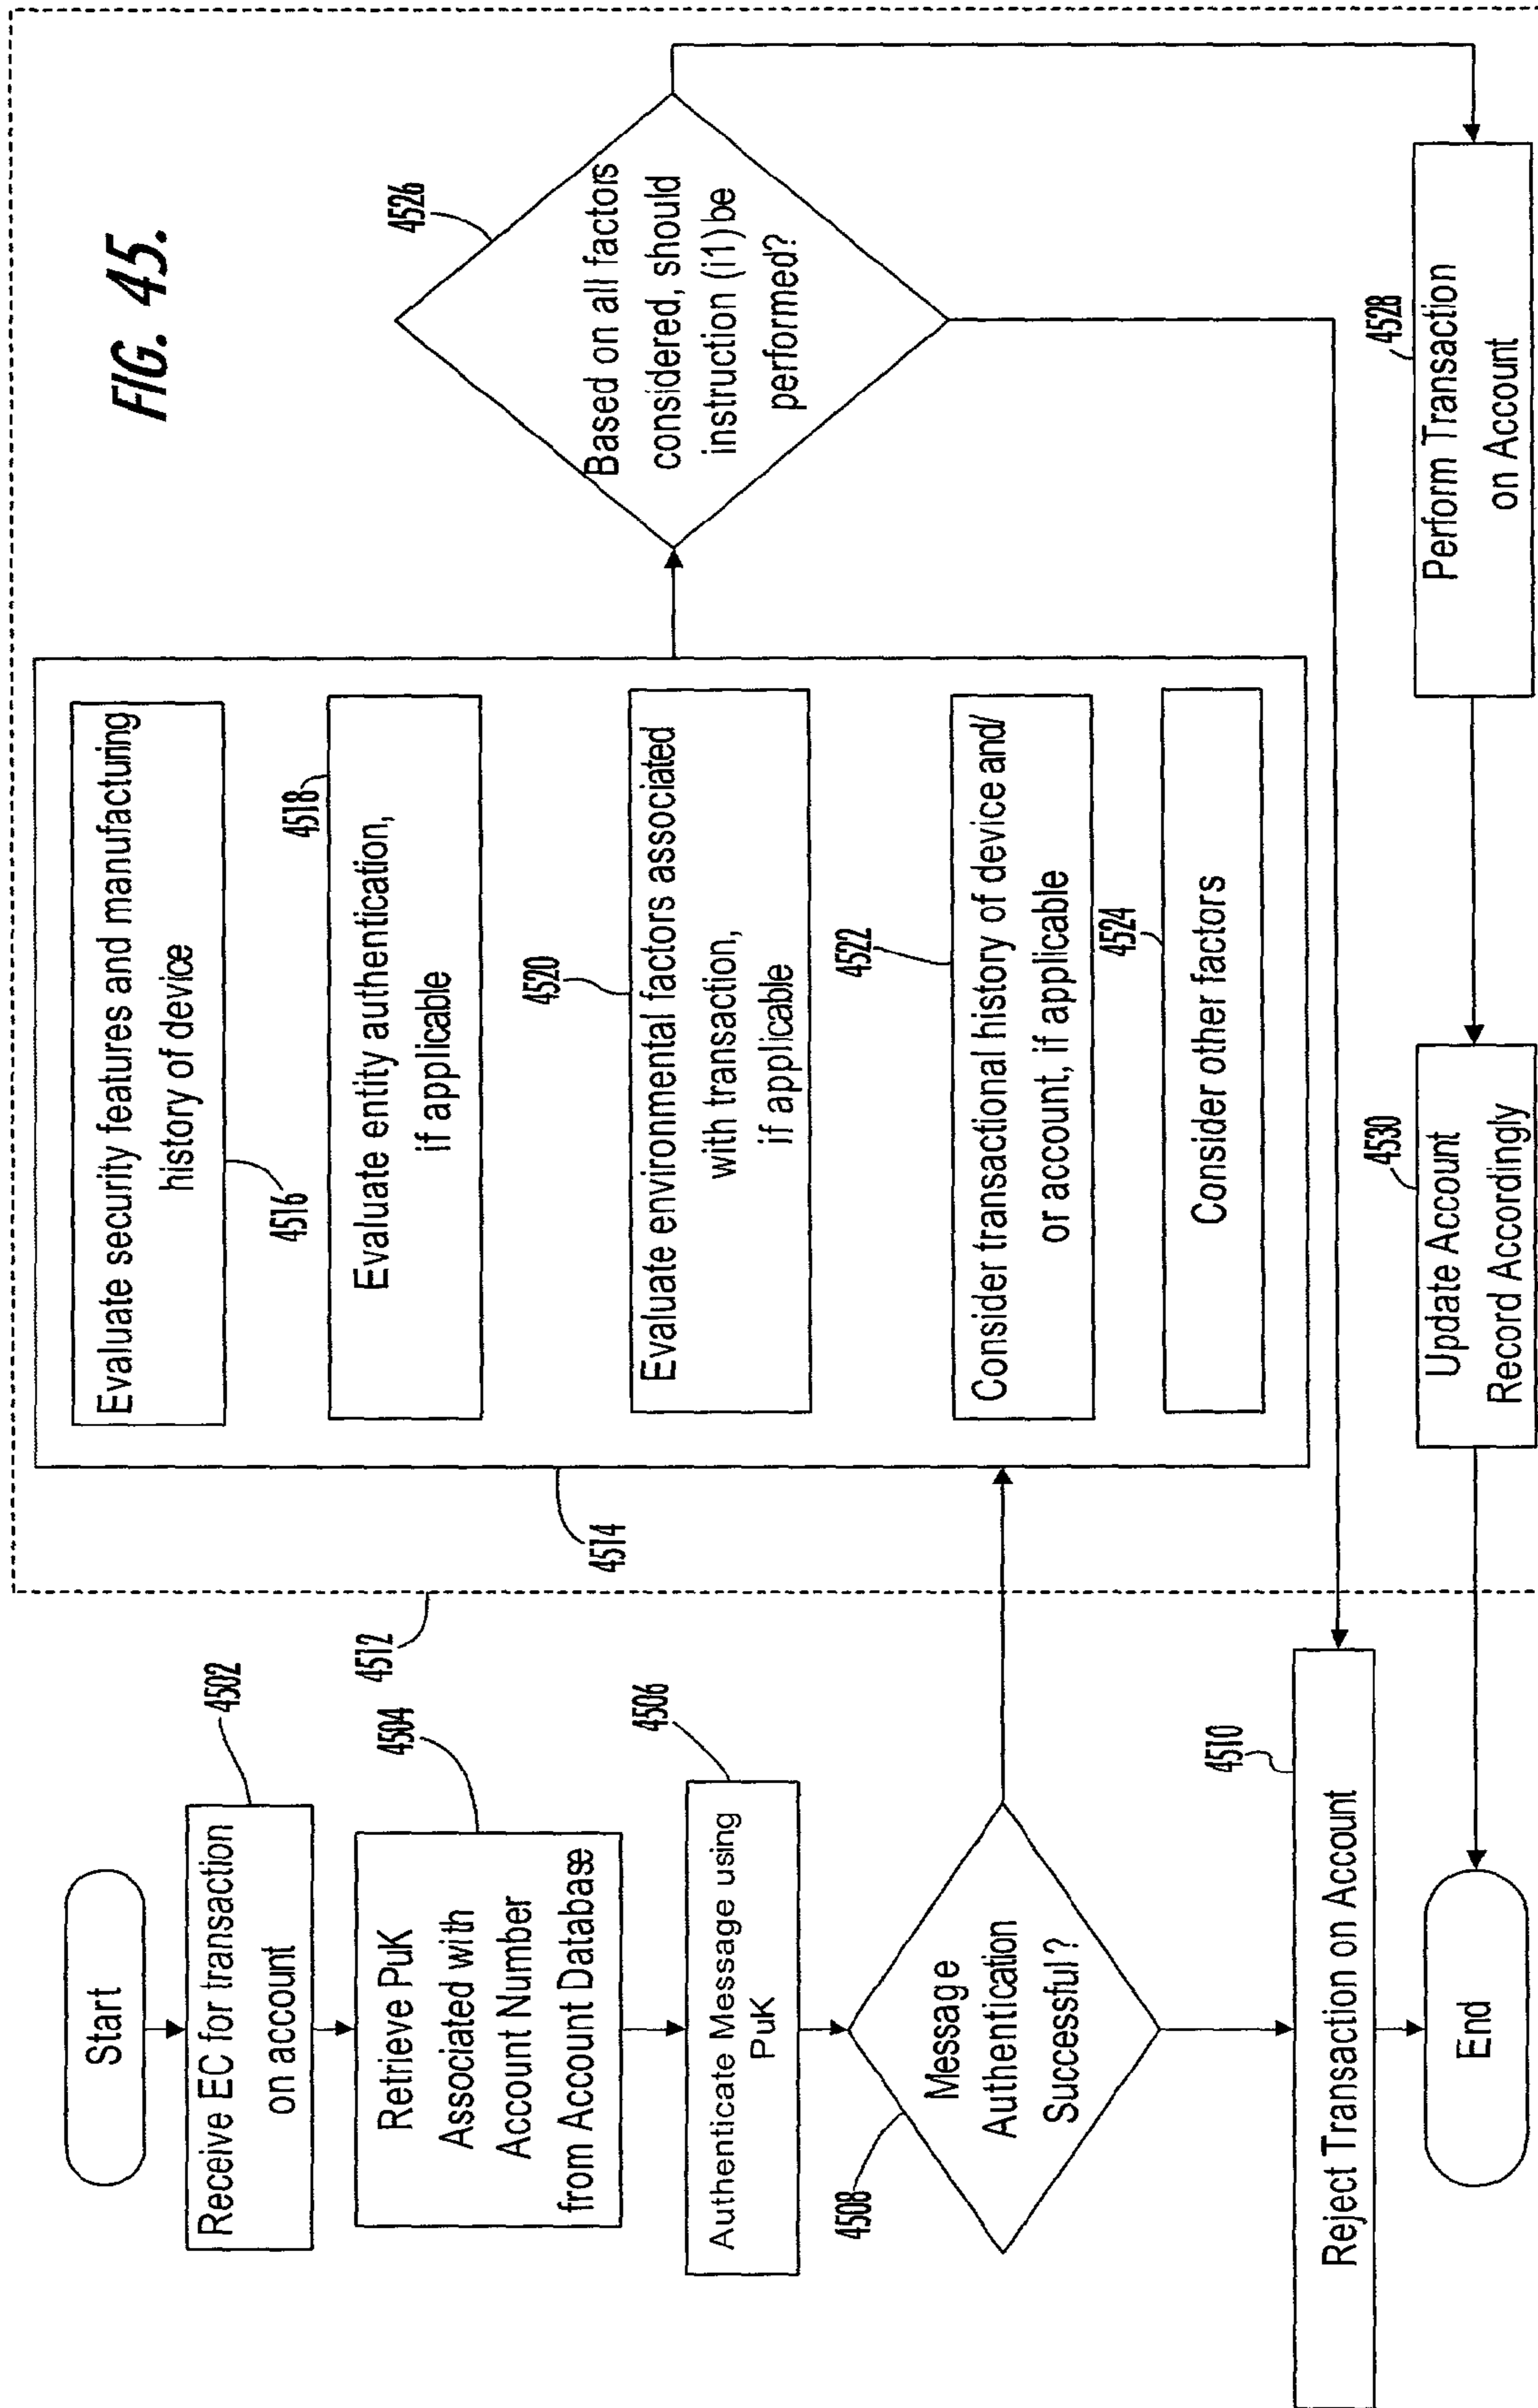 FIG. 45.
Start
4502
Receive EC for transaction
on account
4504
Retrieve PuK
Associated with
Account Number
from Account Database
4506
Authenticate Message using
PuK
4508
Message
Authentication
Successful?
4510
Reject Transaction on Account
End
4512
4514
Evaluate security features and manufacturing
history of device
4516
4518
Evaluate entity authentication,
if applicable
4520
Evaluate environmental factors associated
with transaction,
if applicable
4522
Consider transactional history of device and/
or account, if applicable
4524
Consider other factors
4526
Based on all factors
considered, should
instruction (i1) be
performed?
4528
Perform Transaction
on Account
4530
Update Account
Record Accordingly